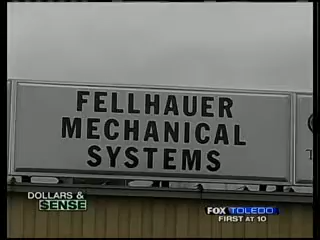 FELLHAUER
MECHANICAL
SYSTEMS
DOLLARS &
SENSE
FOX TOLEDO
FIRST AT 10